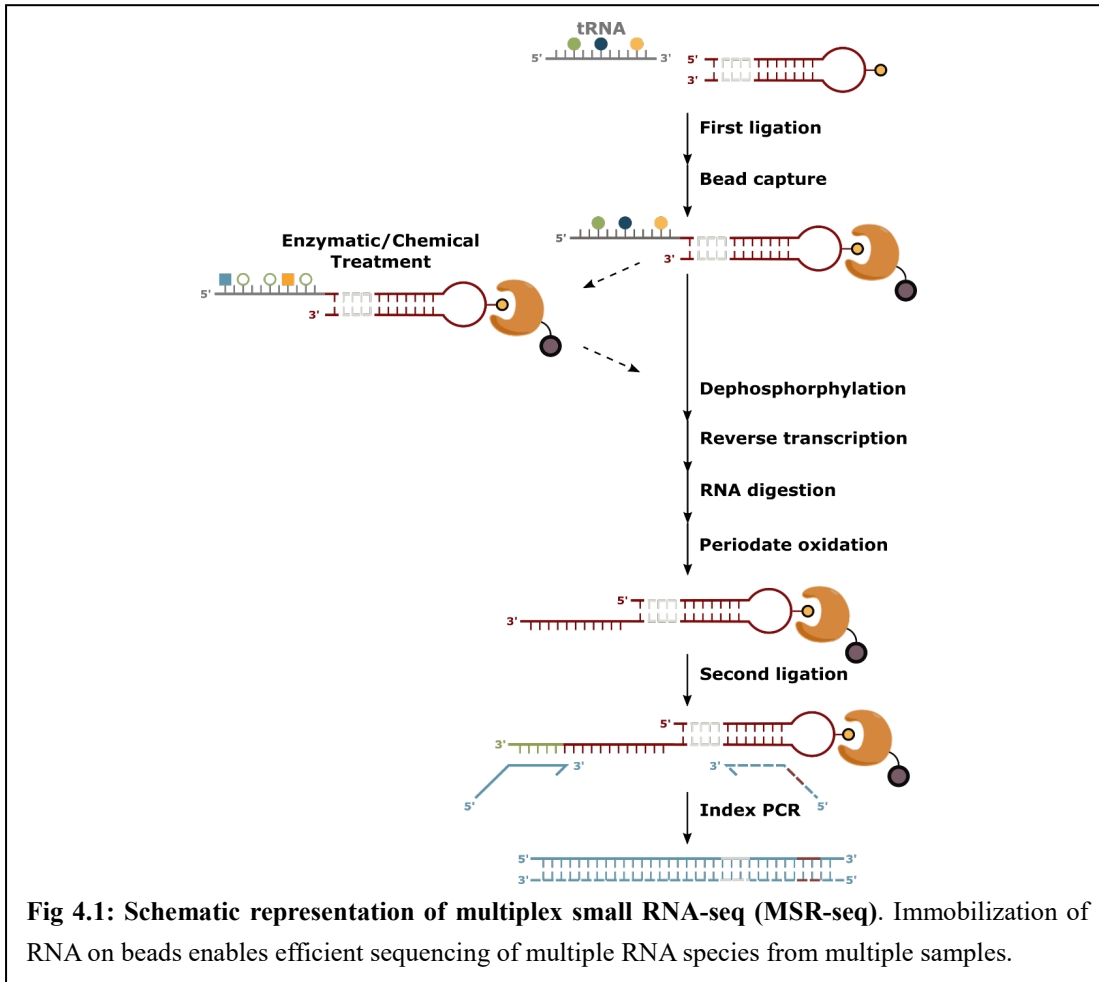 tRNA
5' 3' 5'
3'
First ligation
Bead capture
5'
3'
Enzymatic/Chemical
Treatment
5'
3'
Dephosphorphylation
Reverse transcription
RNA digestion
Periodate oxidation
5'
3'
Second ligation
5'
3'
3' 3'
5' 5'
Index PCR
5' 3'
3' 5'
Fig 4.1: Schematic representation of multiplex small RNA-seq (MSR-seq). Immobilization of
RNA on beads enables efficient sequencing of multiple RNA species from multiple samples.